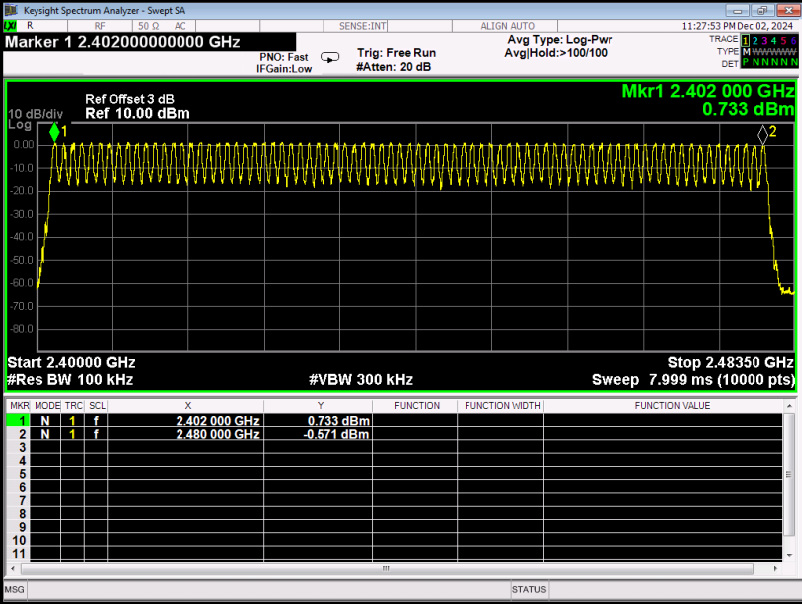 Keysight Spectrum Analyzer - Swept SA
LXI R RF 50 Ω AC SENSE:INT ALIGN AUTO 11:27:53 PM Dec 02, 2024
Marker 1 2.402000000000 GHz
PNO: Fast
IFGain:Low
Trig: Free Run
#Atten: 20 dB
Avg Type: Log-Pwr
Avg|Hold:>100/100
TRACE 1 2 3 4 5 6
TYPE M W W W W W
DET P N N N N N
Mkr1 2.402 000 GHz
0.733 dBm
Ref Offset 3 dB
10 dB/div Ref 10.00 dBm
Log
1
2
0.00
-10.0
-20.0
-30.0
-40.0
-50.0
-60.0
-70.0
-80.0
Start 2.40000 GHz Stop 2.48350 GHz
#Res BW 100 kHz #VBW 300 kHz Sweep 7.999 ms (10000 pts)
MKR MODE TRC SCL X Y FUNCTION FUNCTION WIDTH FUNCTION VALUE
1 N 1 f 2.402 000 GHz 0.733 dBm
2 N 1 f 2.480 000 GHz -0.571 dBm
3
4
5
6
7
8
9
10
11
MSG STATUS